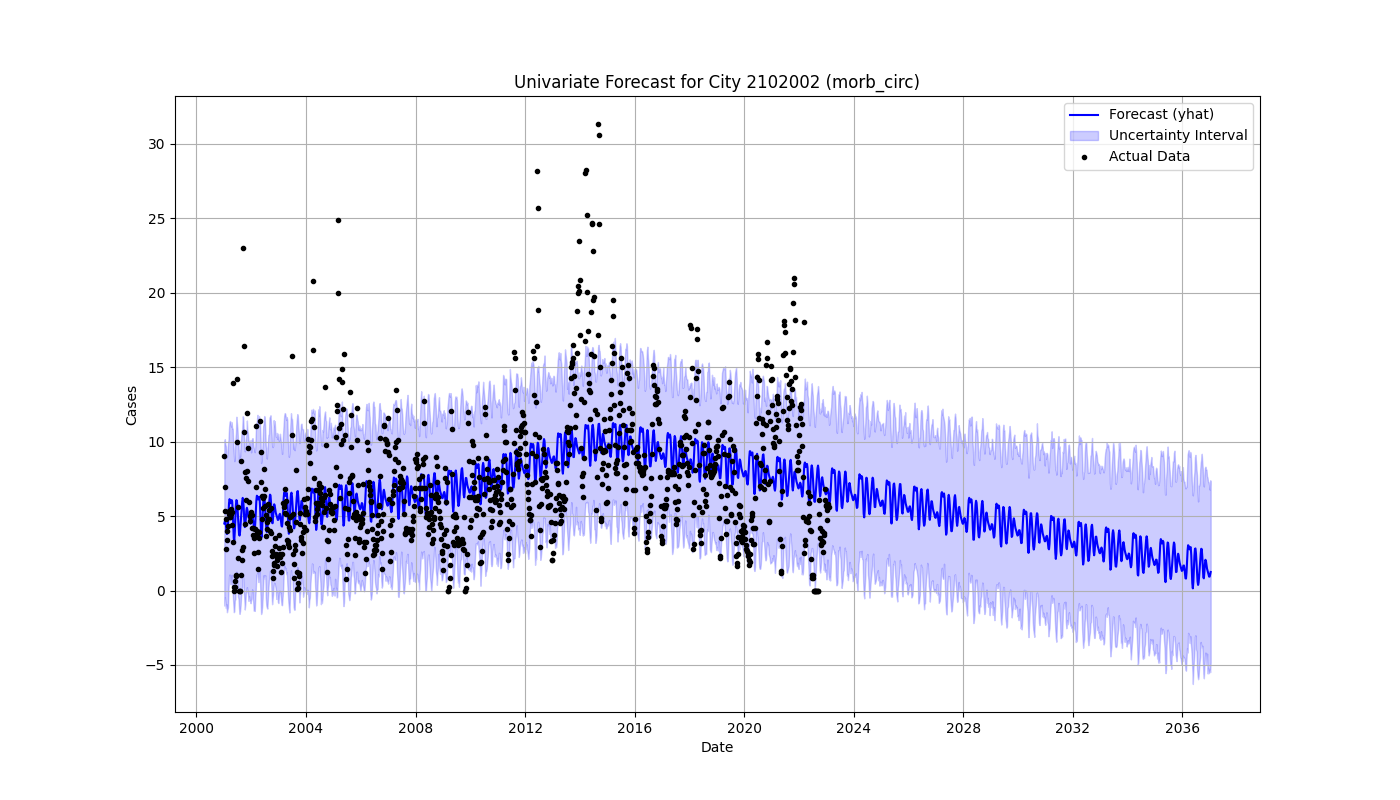 Univariate Forecast for City 2102002 (morb_circ)
Forecast (yhat)
Uncertainty Interval
Actual Data
Cases
30
25
20
15
10
5
0
−5
2000 2004 2008 2012 2016 2020 2024 2028 2032 2036
Date